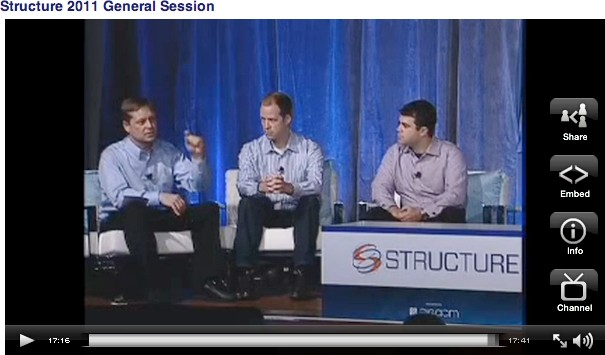 Structure 2011 General Session
Share
Embed
STRUCTURE
Info
Channel
17:16
17:41